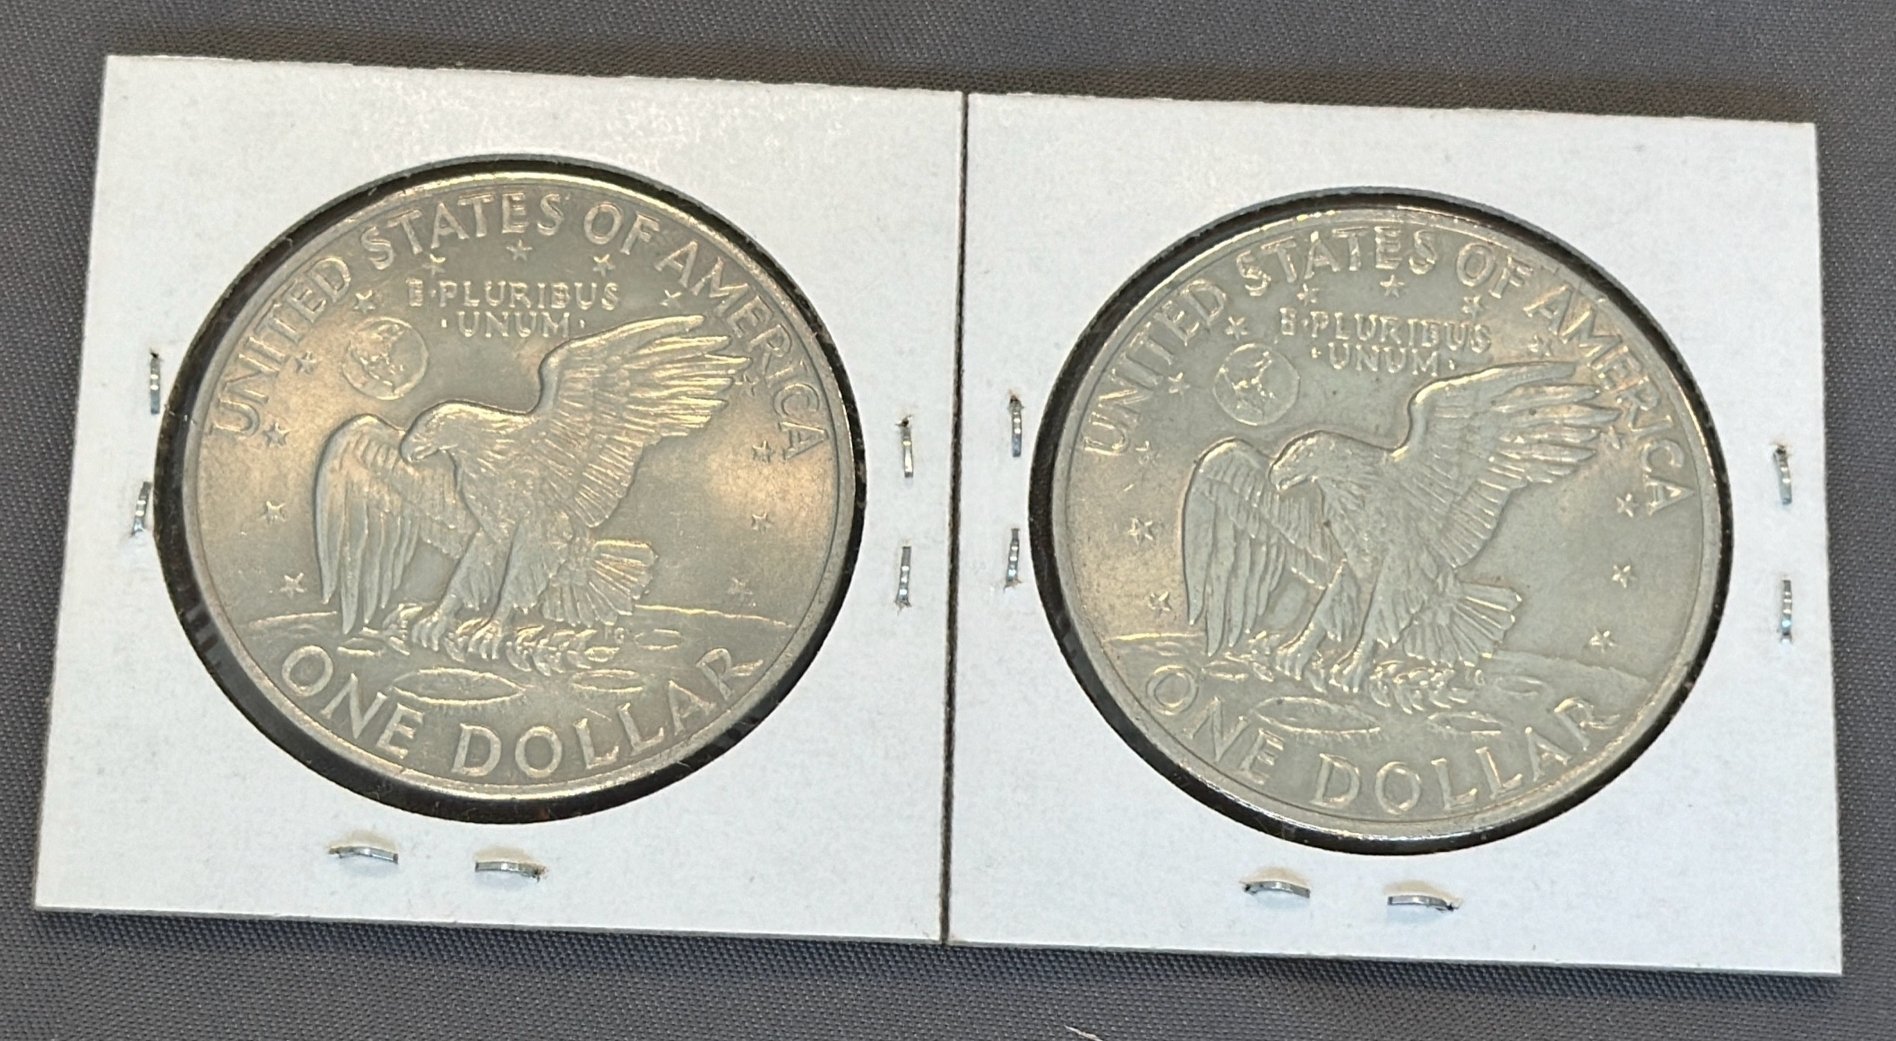 UNITED STATES OF AMERICA
E·PLURIBUS
·UNUM·
ONE DOLLAR
UNITED STATES OF AMERICA
E·PLURIBUS
·UNUM·
ONE DOLLAR